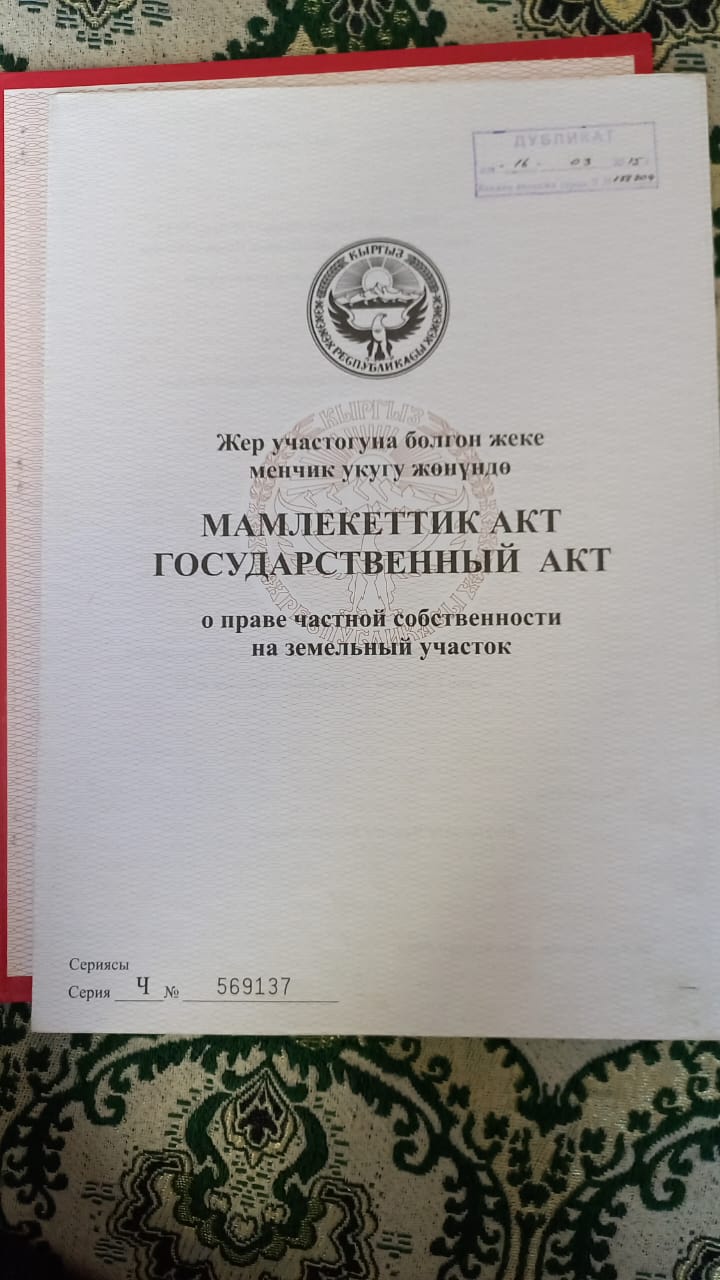 ДУБЛИКАТ
16 03 15
КЫРГЫЗ
РЕСПУБЛИКАСЫ
Жер участогуна болгон жеке
менчик укугу жөнүндө
МАМЛЕКЕТТИК АКТ
ГОСУДАРСТВЕННЫЙ АКТ
о праве частной собственности
на земельный участок
Сериясы
Серия Ч № 569137